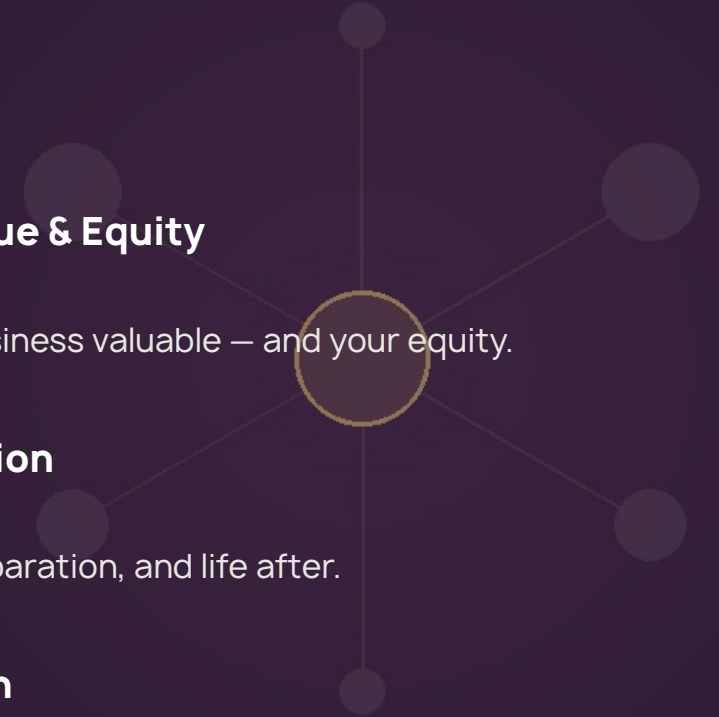 ue & Equity
siness valuable — and your equity.
ion
paration, and life after.
n